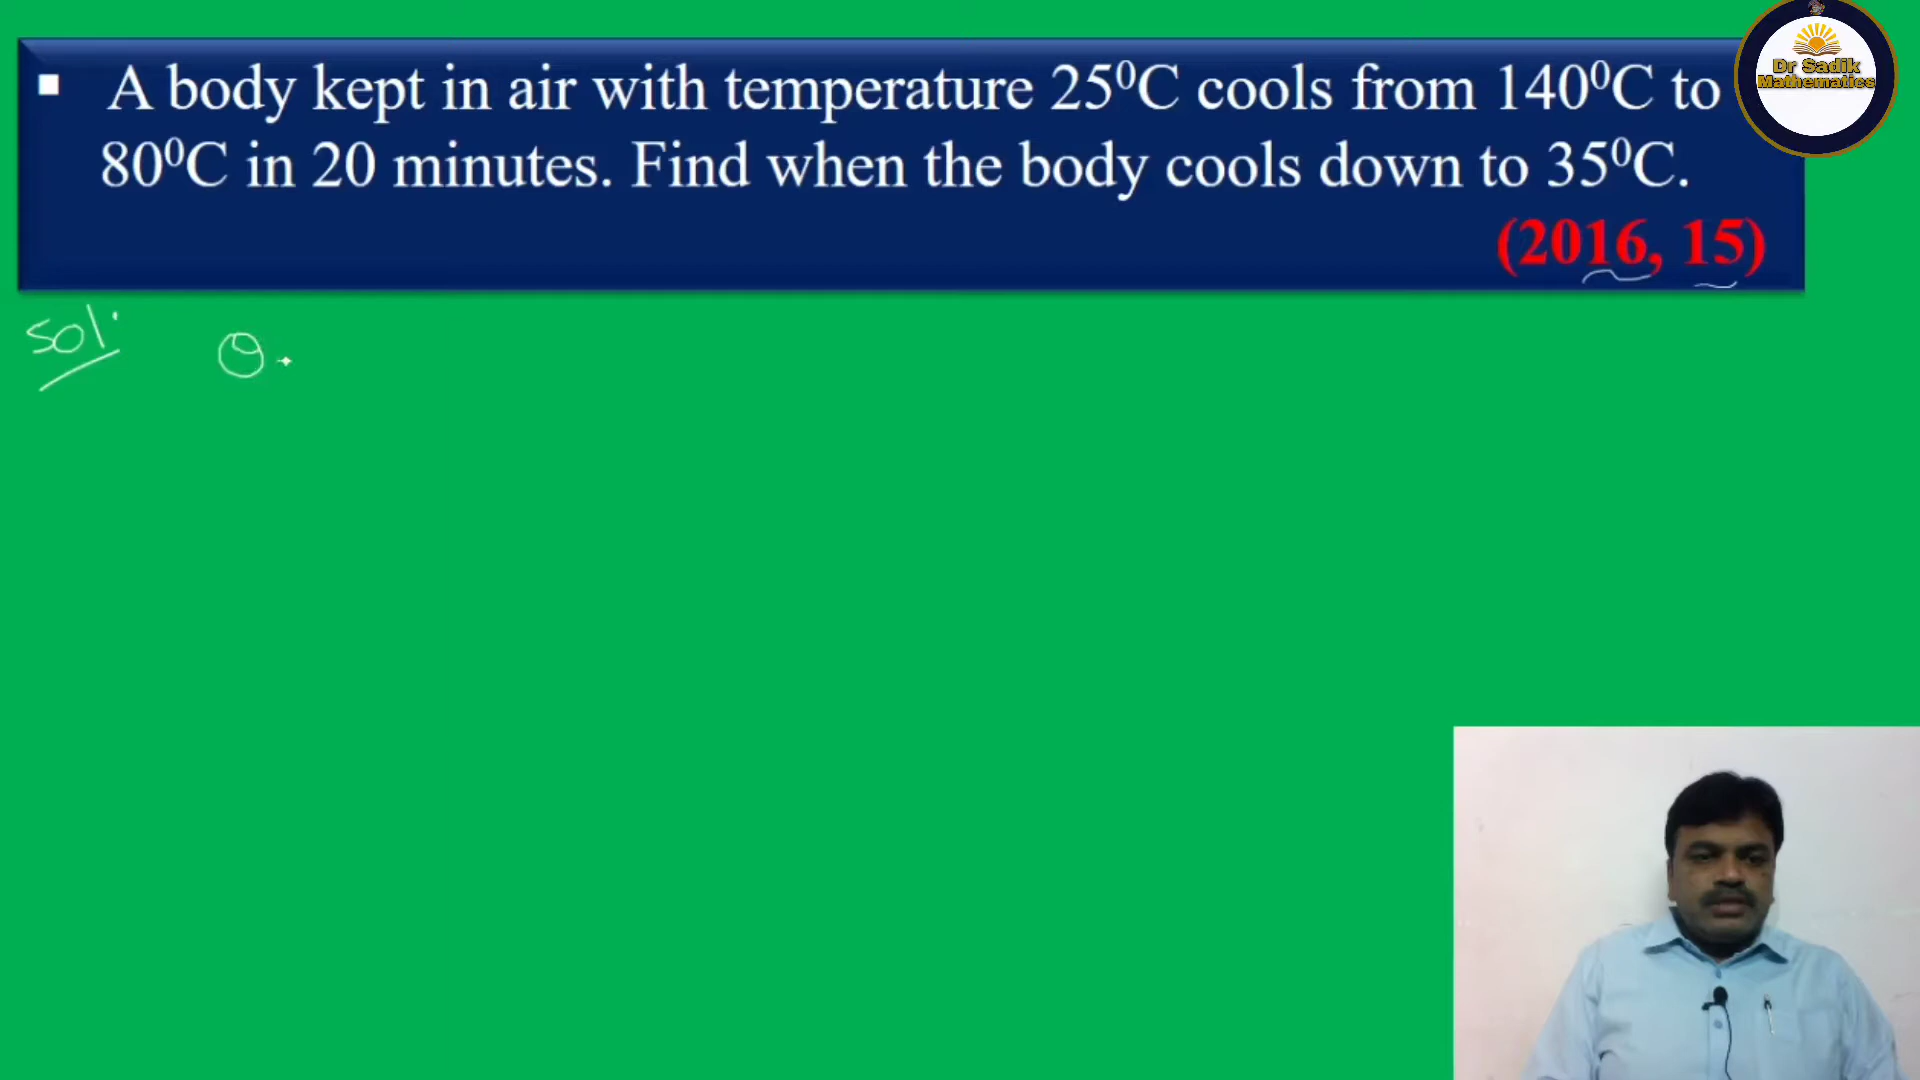 ▪ A body kept in air with temperature 25⁰C cools from 140⁰C to
80⁰C in 20 minutes. Find when the body cools down to 35⁰C.
(2016, 15)
Dr Sadik
Mathematics
Sol.
θ